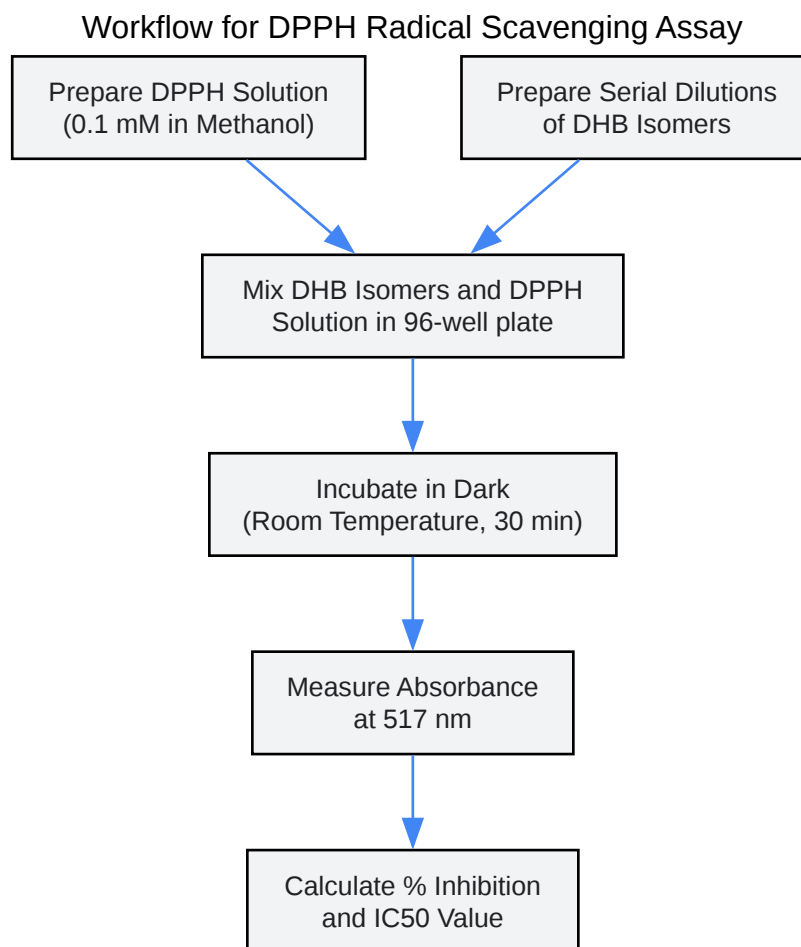 Workflow for DPPH Radical Scavenging Assay
Prepare DPPH Solution
(0.1 mM in Methanol)
Prepare Serial Dilutions
of DHB Isomers
Mix DHB Isomers and DPPH
Solution in 96-well plate
Incubate in Dark
(Room Temperature, 30 min)
Measure Absorbance
at 517 nm
Calculate % Inhibition
and IC50 Value